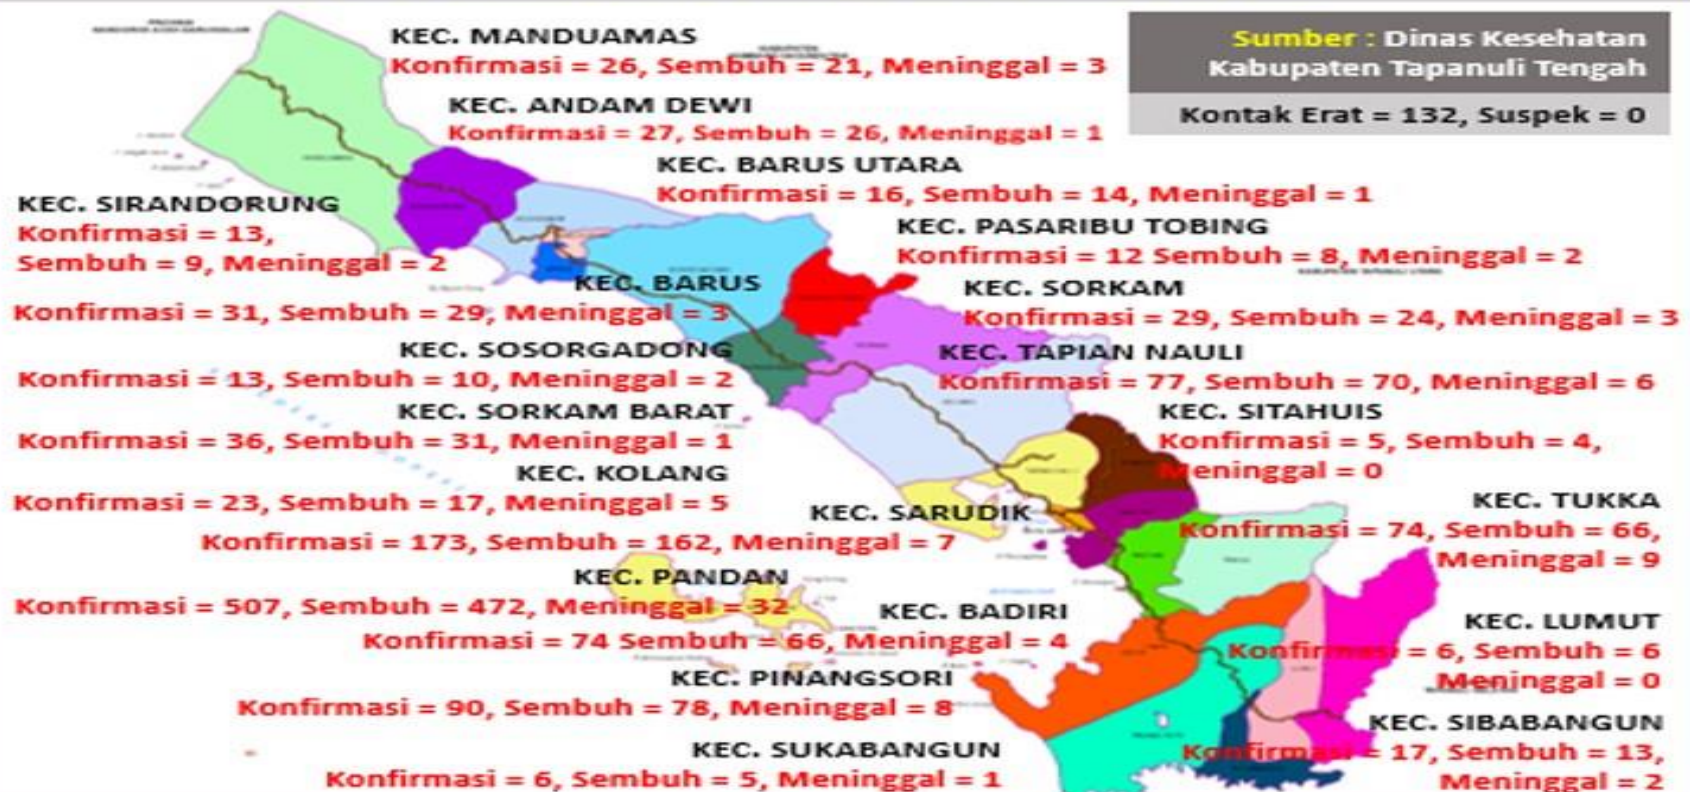 KEC. MANDUAMAS
Konfirmasi = 26, Sembuh = 21, Meninggal = 3
Sumber : Dinas Kesehatan
Kabupaten Tapanuli Tengah
Kontak Erat = 132, Suspek = 0
KEC. ANDAM DEWI
Konfirmasi = 27, Sembuh = 26, Meninggal = 1
KEC. BARUS UTARA
Konfirmasi = 16, Sembuh = 14, Meninggal = 1
KEC. SIRANDORUNG
Konfirmasi = 13,
Sembuh = 9, Meninggal = 2
KEC. PASARIBU TOBING
Konfirmasi = 12 Sembuh = 8, Meninggal = 2
KEC. BARUS
Konfirmasi = 31, Sembuh = 29, Meninggal = 3
KEC. SORKAM
Konfirmasi = 29, Sembuh = 24, Meninggal = 3
KEC. SOSORGADONG
Konfirmasi = 13, Sembuh = 10, Meninggal = 2
KEC. TAPIAN NAULI
Konfirmasi = 77, Sembuh = 70, Meninggal = 6
KEC. SORKAM BARAT
Konfirmasi = 36, Sembuh = 31, Meninggal = 1
KEC. SITAHUIS
Konfirmasi = 5, Sembuh = 4,
Meninggal = 0
KEC. KOLANG
Konfirmasi = 23, Sembuh = 17, Meninggal = 5
KEC. SARUDIK
Konfirmasi = 173, Sembuh = 162, Meninggal = 7
KEC. TUKKA
Konfirmasi = 74, Sembuh = 66,
Meninggal = 9
KEC. PANDAN
Konfirmasi = 507, Sembuh = 472, Meninggal = 32
KEC. BADIRI
Konfirmasi = 74 Sembuh = 66, Meninggal = 4
KEC. LUMUT
Konfirmasi = 6, Sembuh = 6
Meninggal = 0
KEC. PINANGSORI
Konfirmasi = 90, Sembuh = 78, Meninggal = 8
KEC. SIBABANGUN
Konfirmasi = 17, Sembuh = 13,
Meninggal = 2
KEC. SUKABANGUN
Konfirmasi = 6, Sembuh = 5, Meninggal = 1